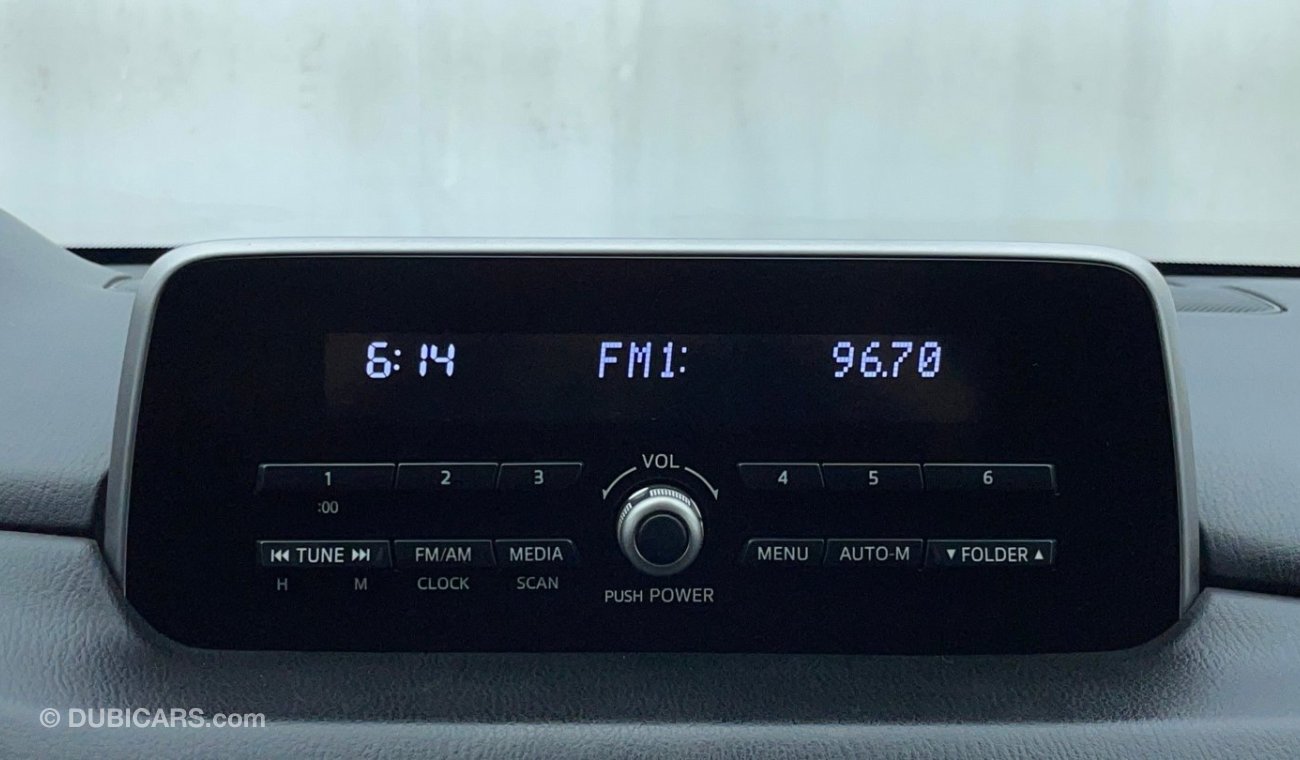 6:14 FM1: 96.70
VOL
1 2 3 4 5 6
:00
⏮ TUNE ⏭ FM/AM MEDIA MENU AUTO-M ▼ FOLDER ▲
H M CLOCK SCAN
PUSH POWER
© DUBICARS.com